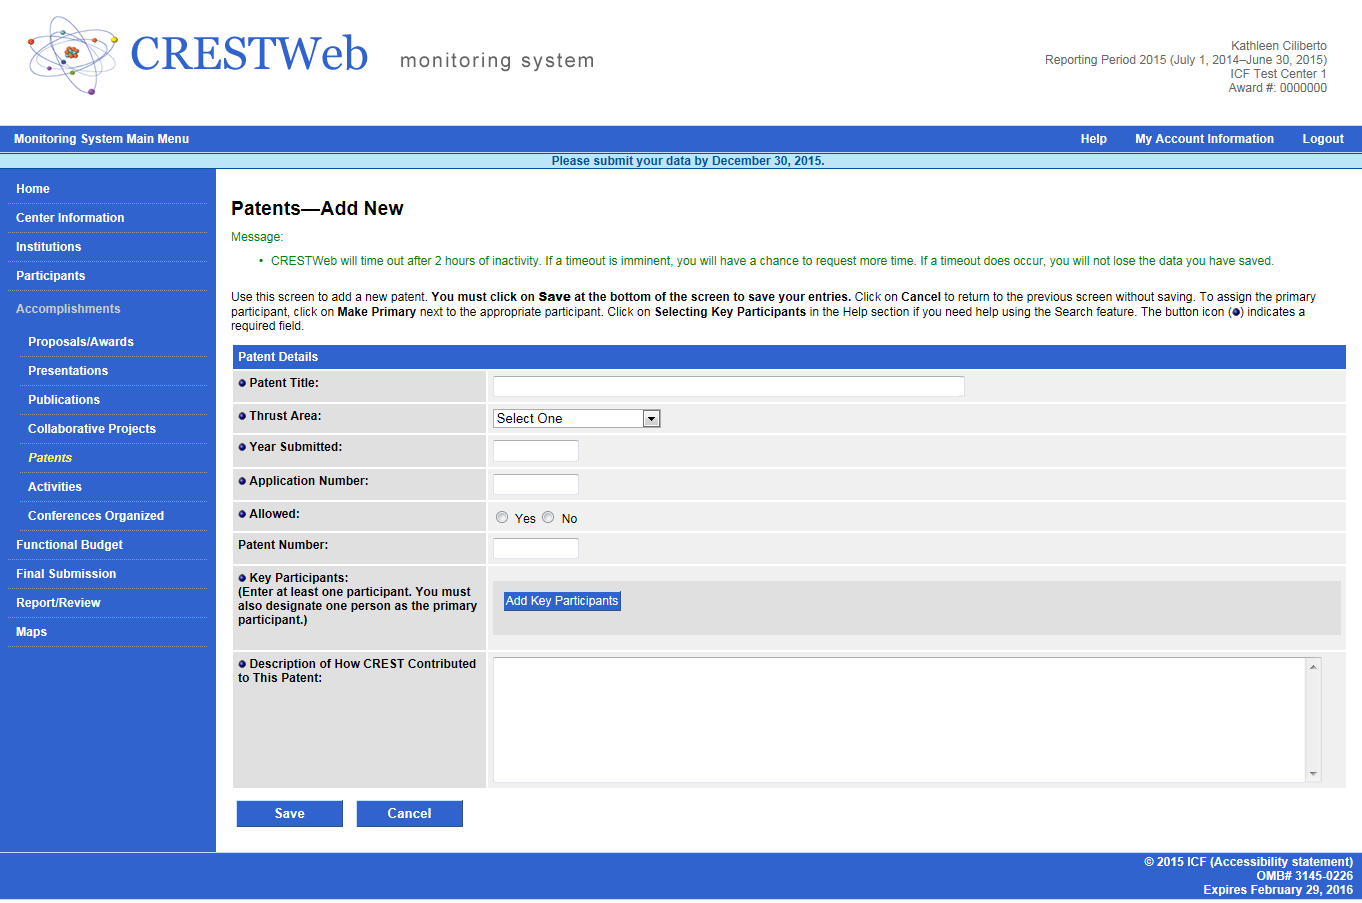 CRESTWeb monitoring system
Kathleen Ciliberto
Reporting Period 2015 (July 1, 2014–June 30, 2015)
ICF Test Center 1
Award #: 0000000
Monitoring System Main Menu Help My Account Information Logout
Please submit your data by December 30, 2015.
Home
Center Information
Institutions
Participants
Accomplishments
Proposals/Awards
Presentations
Publications
Collaborative Projects
Patents
Activities
Conferences Organized
Functional Budget
Final Submission
Report/Review
Maps
Patents—Add New
Message:
• CRESTWeb will time out after 2 hours of inactivity. If a timeout is imminent, you will have a chance to request more time. If a timeout does occur, you will not lose the data you have saved.
Use this screen to add a new patent. You must click on Save at the bottom of the screen to save your entries. Click on Cancel to return to the previous screen without saving. To assign the primary
participant, click on Make Primary next to the appropriate participant. Click on Selecting Key Participants in the Help section if you need help using the Search feature. The button icon () indicates a
required field.
Patent Details
Patent Title:
Thrust Area: Select One
Year Submitted:
Application Number:
Allowed: Yes No
Patent Number:
Key Participants:
(Enter at least one participant. You must
also designate one person as the primary
participant.)
Add Key Participants
Description of How CREST Contributed
to This Patent:
Save Cancel
© 2015 ICF (Accessibility statement)
OMB# 3145-0226
Expires February 29, 2016